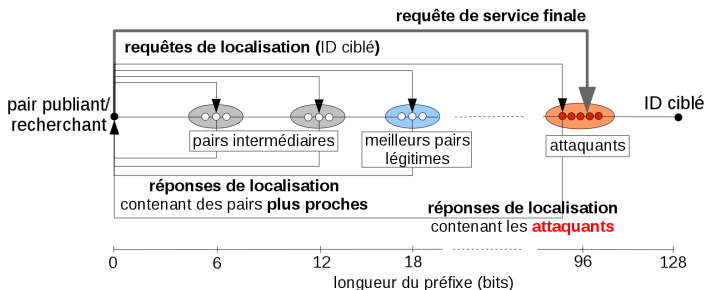 requête de service finale
requêtes de localisation (ID ciblé)
pair publiant/
recherchant
ID ciblé
pairs intermédiaires
meilleurs pairs
légitimes
attaquants
réponses de localisation
contenant des pairs plus proches
réponses de localisation
contenant les attaquants
0 6 12 18 96 128
longueur du préfixe (bits)